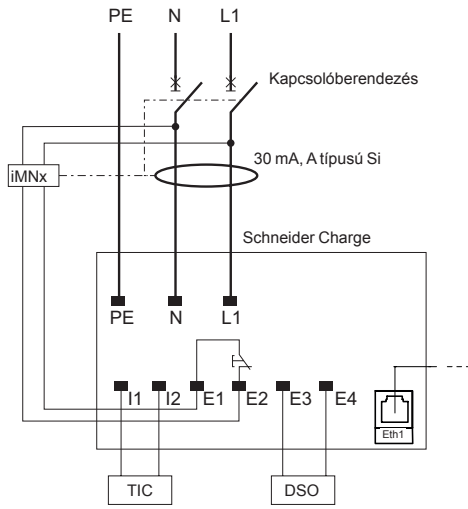 PE N L1
Kapcsolóberendezés
30 mA, A típusú Si
iMNx
Schneider Charge
PE N L1
I1 I2 E1 E2 E3 E4
Eth1
TIC DSO